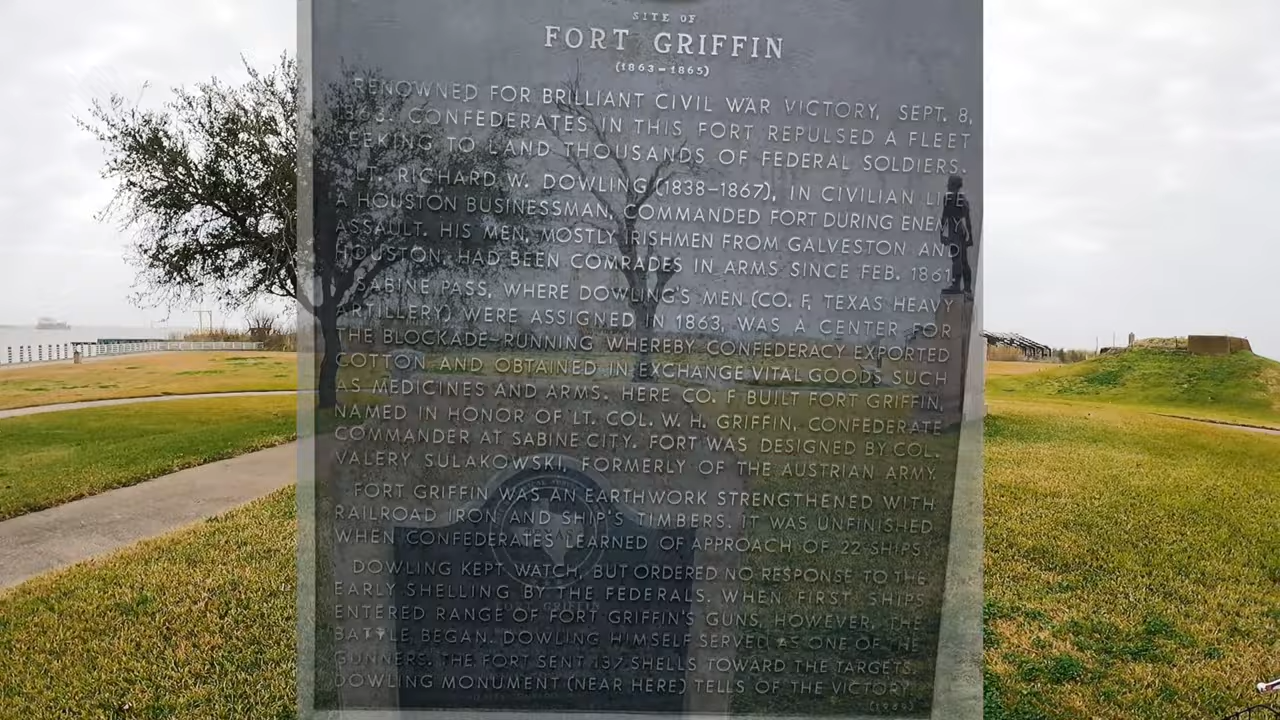 SITE OF
FORT GRIFFIN
(1863-1865)
RENOWNED FOR BRILLIANT CIVIL WAR VICTORY, SEPT. 8,
CONFEDERATES IN THIS FORT REPULSED A FLEET
SEEKING TO LAND THOUSANDS OF FEDERAL SOLDIERS.
LT. RICHARD W. DOWLING (1838-1867), IN CIVILIAN LIFE
A HOUSTON BUSINESSMAN, COMMANDED FORT DURING ENEMY
ASSAULT. HIS MEN, MOSTLY IRISHMEN FROM GALVESTON AND
HOUSTON, HAD BEEN COMRADES IN ARMS SINCE FEB. 1861
SABINE PASS, WHERE DOWLING'S MEN (CO. F, TEXAS HEAVY
ARTILLERY) WERE ASSIGNED IN 1863, WAS A CENTER FOR
THE BLOCKADE-RUNNING WHEREBY CONFEDERACY EXPORTED
COTTON AND OBTAINED IN EXCHANGE VITAL GOODS SUCH
AS MEDICINES AND ARMS. HERE CO. F BUILT FORT GRIFFIN,
NAMED IN HONOR OF LT. COL. W. H. GRIFFIN, CONFEDERATE
COMMANDER AT SABINE CITY. FORT WAS DESIGNED BY COL.
VALERY SULAKOWSKI, FORMERLY OF THE AUSTRIAN ARMY.
FORT GRIFFIN WAS AN EARTHWORK STRENGTHENED WITH
RAILROAD IRON AND SHIP'S TIMBERS. IT WAS UNFINISHED
WHEN CONFEDERATES LEARNED OF APPROACH OF 22 SHIPS.
DOWLING KEPT WATCH, BUT ORDERED NO RESPONSE TO THE
EARLY SHELLING BY THE FEDERALS. WHEN FIRST SHIPS
ENTERED RANGE OF FORT GRIFFIN'S GUNS, HOWEVER, THE
BATTLE BEGAN. DOWLING HIMSELF SERVED AS ONE OF THE
GUNNERS. THE FORT SENT 137 SHELLS TOWARD THE TARGETS.
DOWLING MONUMENT (NEAR HERE) TELLS OF THE VICTORY.
FORT GRIFFIN